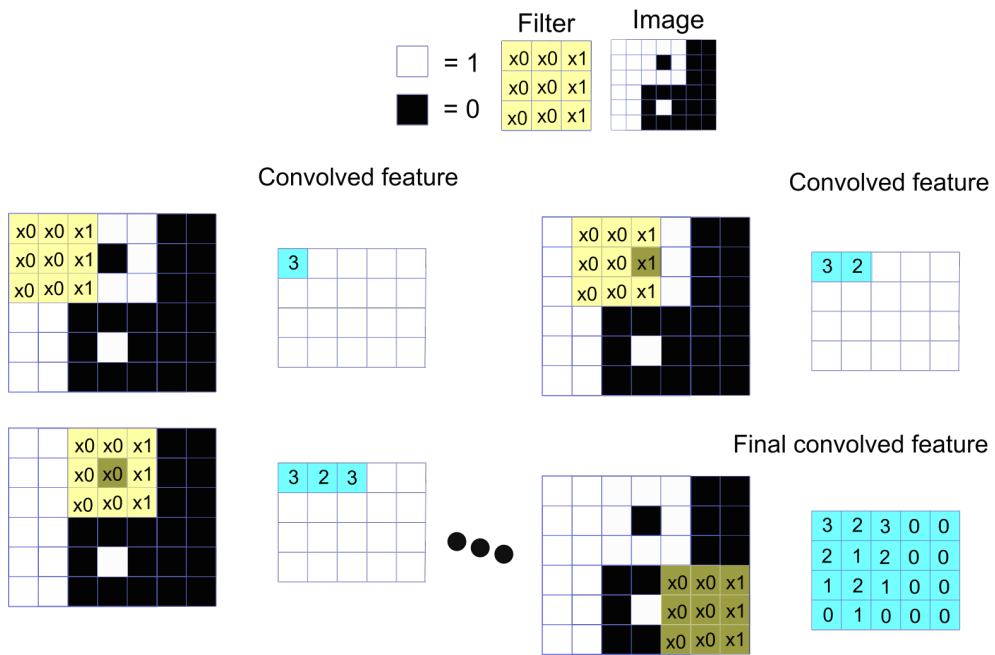 Filter
Image
= 1
= 0
x0 x0 x1
x0 x0 x1
x0 x0 x1
Convolved feature
x0 x0 x1
x0 x0 x1
x0 x0 x1
3
Convolved feature
x0 x0 x1
x0 x0 x1
x0 x0 x1
3 2
x0 x0 x1
x0 x0 x1
x0 x0 x1
3 2 3
Final convolved feature
x0 x0 x1
x0 x0 x1
x0 x0 x1
3 2 3 0 0
2 1 2 0 0
1 2 1 0 0
0 1 0 0 0